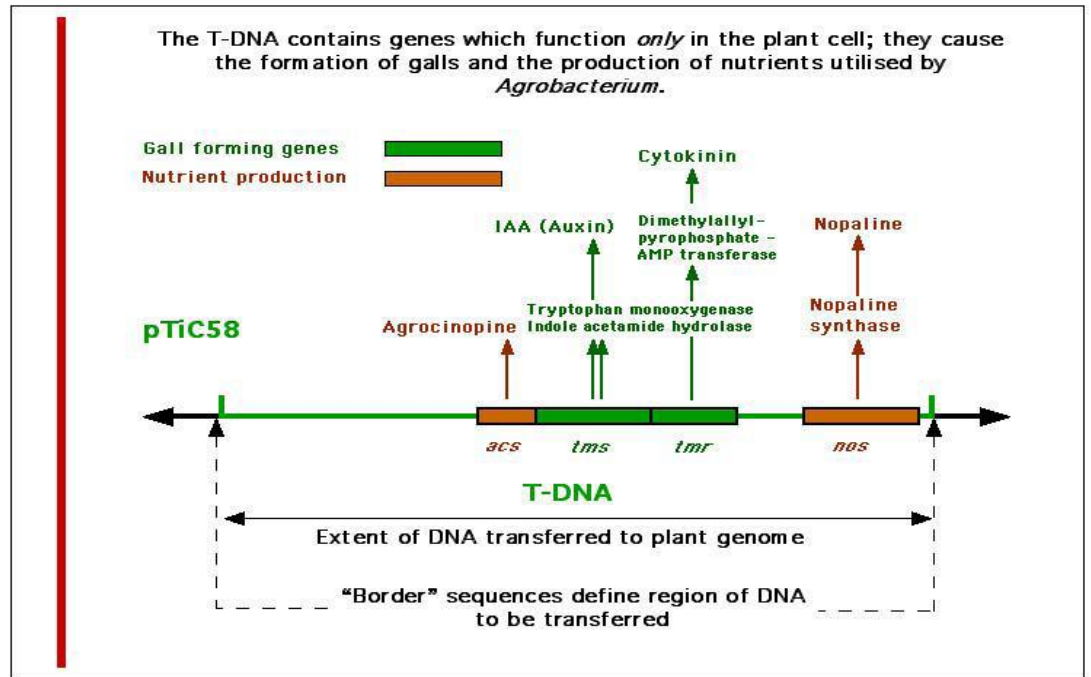 The T-DNA contains genes which function only in the plant cell; they cause
the formation of galls and the production of nutrients utilised by
Agrobacterium.
Gall forming genes
Nutrient production
Cytokinin
IAA (Auxin)
Dimethylallyl-
pyrophosphate -
AMP transferase
Nopaline
pTiC58
Agrocinopine
Tryptophan monooxygenase
Indole acetamide hydrolase
Nopaline
synthase
acs
tms
tmr
nos
T-DNA
Extent of DNA transferred to plant genome
“Border” sequences define region of DNA
to be transferred